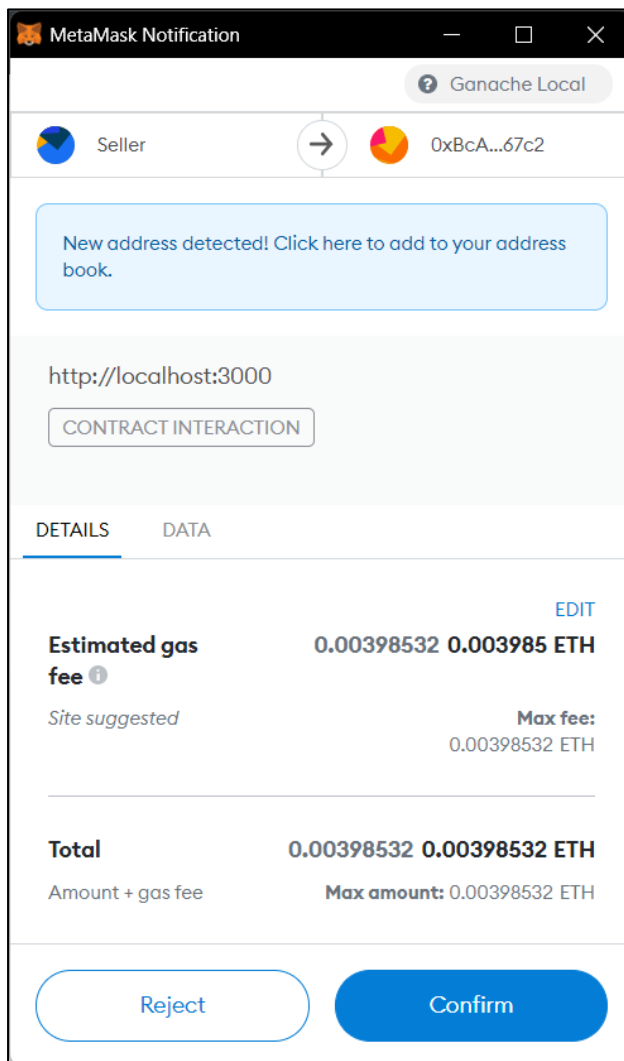 MetaMask Notification
Ganache Local
Seller
0xBcA...67c2
New address detected! Click here to add to your address
book.
http://localhost:3000
CONTRACT INTERACTION
DETAILS DATA
EDIT
Estimated gas fee 0.00398532 0.003985 ETH
Site suggested
Max fee:
0.00398532 ETH
Total 0.00398532 0.00398532 ETH
Amount + gas fee Max amount: 0.00398532 ETH
Reject Confirm